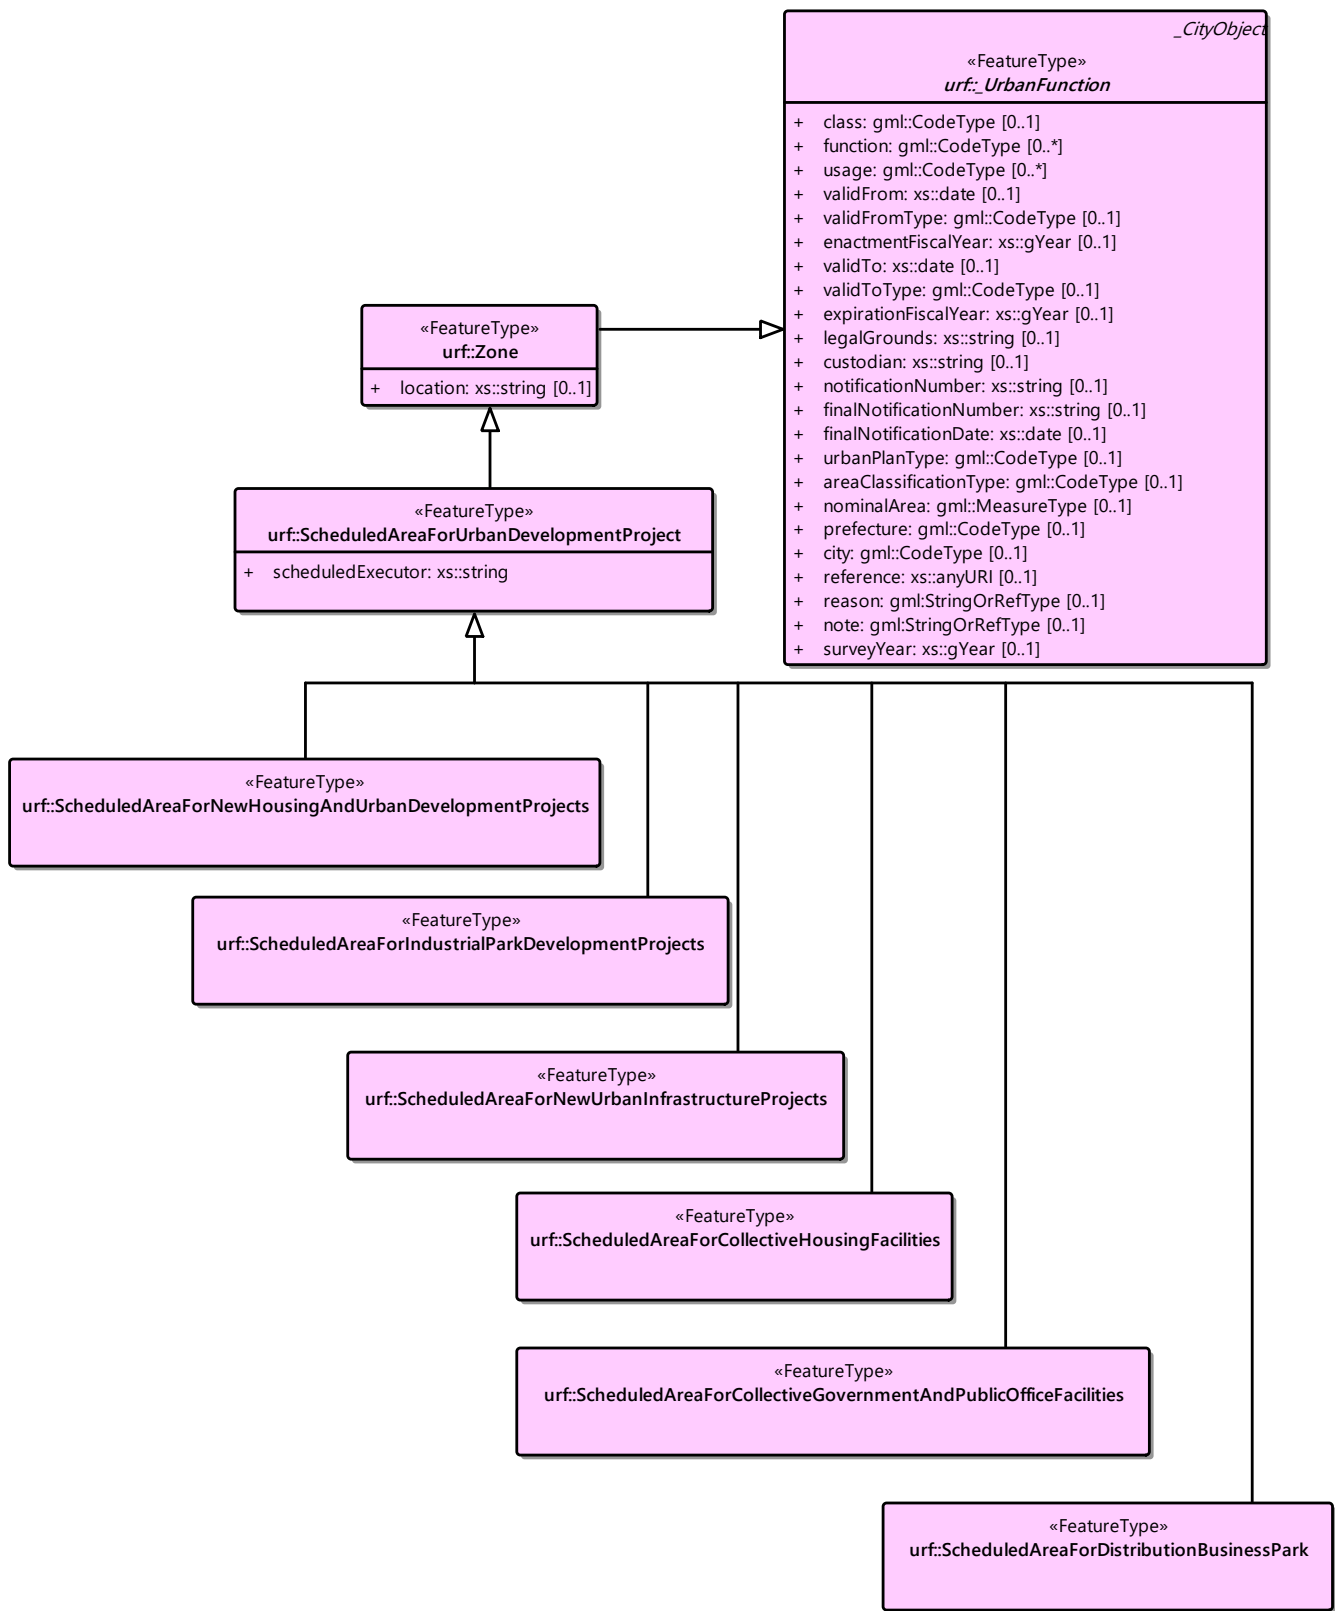 _CityObject
«FeatureType»
urf::_UrbanFunction
+ class: gml::CodeType [0..1]
+ function: gml::CodeType [0..*]
+ usage: gml::CodeType [0..*]
+ validFrom: xs::date [0..1]
+ validFromType: gml::CodeType [0..1]
+ enactmentFiscalYear: xs::gYear [0..1]
+ validTo: xs::date [0..1]
+ validToType: gml::CodeType [0..1]
+ expirationFiscalYear: xs::gYear [0..1]
+ legalGrounds: xs::string [0..1]
+ custodian: xs::string [0..1]
+ notificationNumber: xs::string [0..1]
+ finalNotificationNumber: xs::string [0..1]
+ finalNotificationDate: xs::date [0..1]
+ urbanPlanType: gml::CodeType [0..1]
+ areaClassificationType: gml::CodeType [0..1]
+ nominalArea: gml::MeasureType [0..1]
+ prefecture: gml::CodeType [0..1]
+ city: gml::CodeType [0..1]
+ reference: xs::anyURI [0..1]
+ reason: gml:StringOrRefType [0..1]
+ note: gml:StringOrRefType [0..1]
+ surveyYear: xs::gYear [0..1]
«FeatureType»
urf::Zone
+ location: xs::string [0..1]
«FeatureType»
urf::ScheduledAreaForUrbanDevelopmentProject
+ scheduledExecutor: xs::string
«FeatureType»
urf::ScheduledAreaForNewHousingAndUrbanDevelopmentProjects
«FeatureType»
urf::ScheduledAreaForIndustrialParkDevelopmentProjects
«FeatureType»
urf::ScheduledAreaForNewUrbanInfrastructureProjects
«FeatureType»
urf::ScheduledAreaForCollectiveHousingFacilities
«FeatureType»
urf::ScheduledAreaForCollectiveGovernmentAndPublicOfficeFacilities
«FeatureType»
urf::ScheduledAreaForDistributionBusinessPark